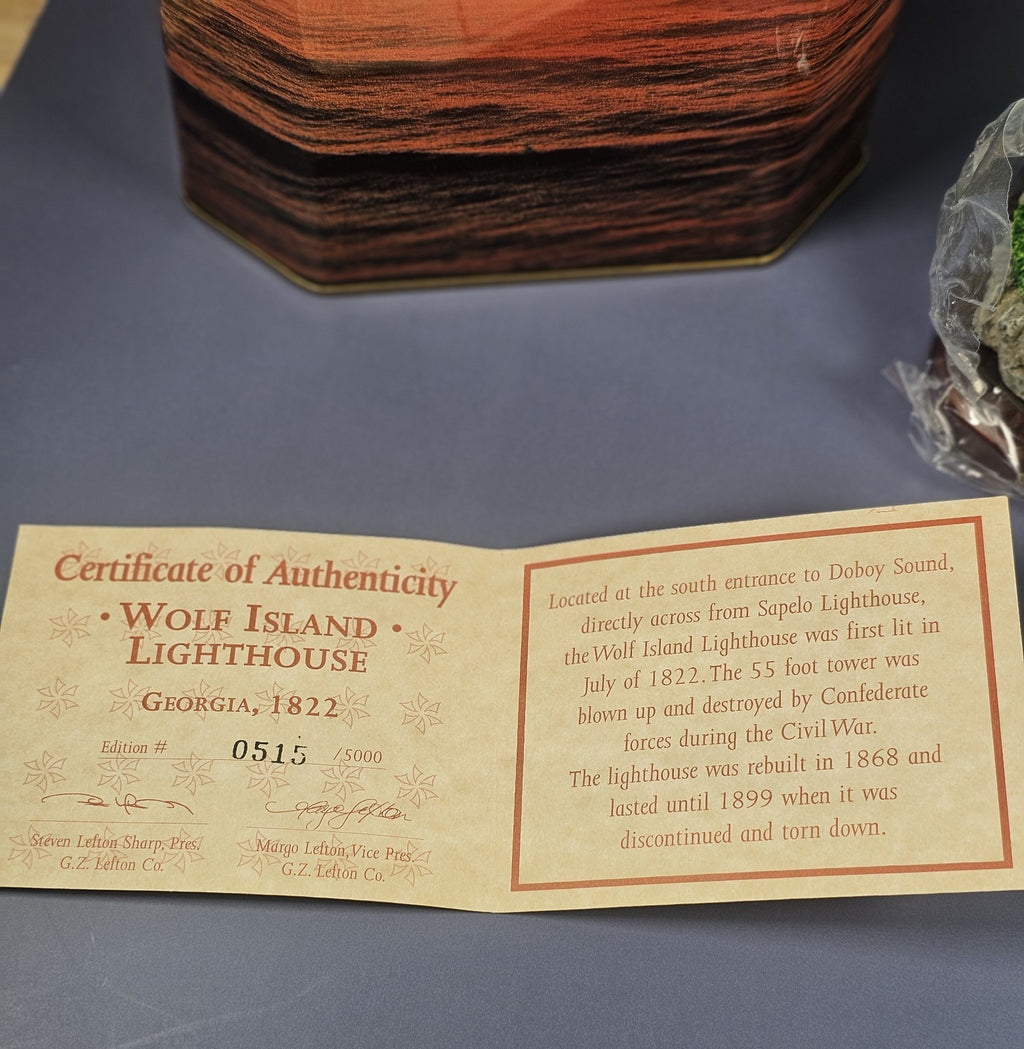 Certificate of Authenticity
• WOLF ISLAND •
LIGHTHOUSE
GEORGIA, 1822
Edition # 0515 /5000
Steven Lefton Sharp, Pres.
G.Z. Lefton Co.
Margo Lefton, Vice Pres.
G.Z. Lefton Co.
Located at the south entrance to Doboy Sound,
directly across from Sapelo Lighthouse,
the Wolf Island Lighthouse was first lit in
July of 1822. The 55 foot tower was
blown up and destroyed by Confederate
forces during the Civil War.
The lighthouse was rebuilt in 1868 and
lasted until 1899 when it was
discontinued and torn down.